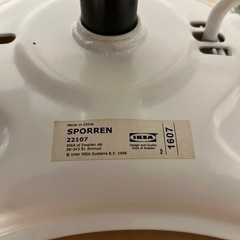 Made in China
SPORREN
22107
IKEA of Sweden AB
SE-343 81 Älmhult
© Inter IKEA Systems B.V. 1999
IKEA
Design and Quality
IKEA of Sweden
1607